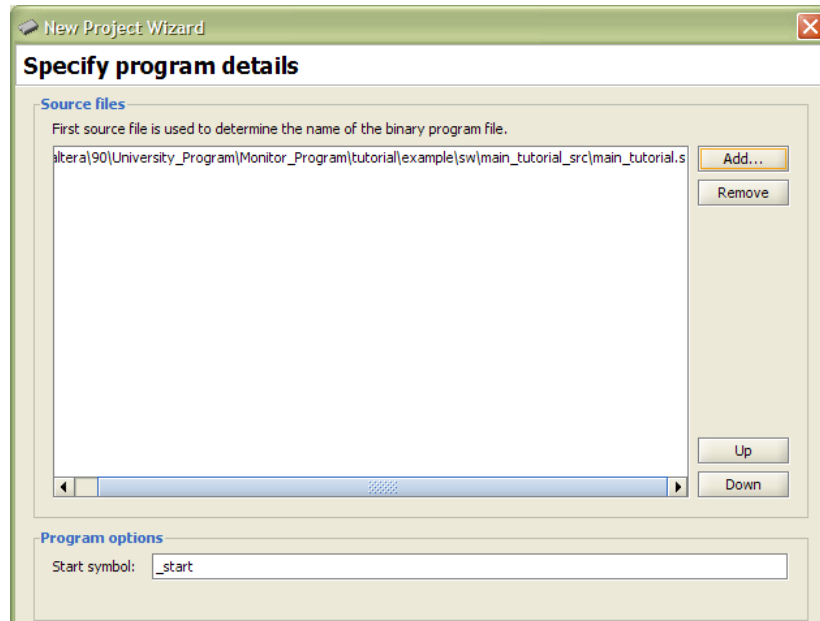 New Project Wizard
Specify program details
Source files
First source file is used to determine the name of the binary program file.
altera\90\University_Program\Monitor_Program\tutorial\example\sw\main_tutorial_src\main_tutorial.s
Add...
Remove
Up
Down
Program options
Start symbol: _start